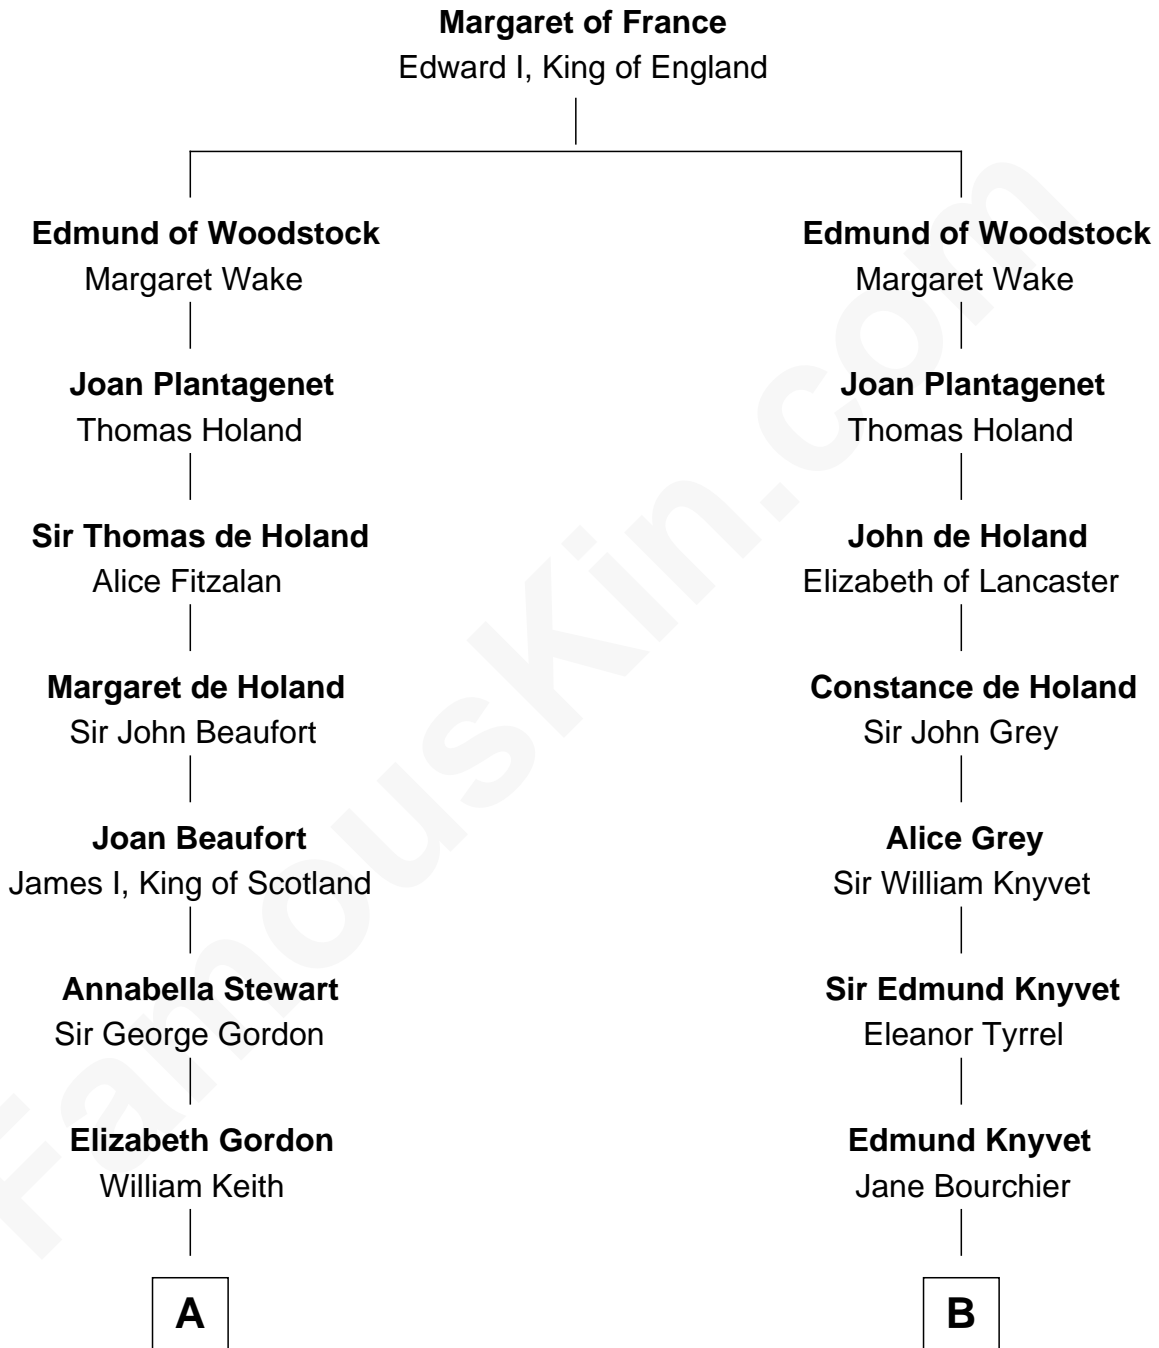 Margaret of France
Edward I, King of England
Edmund of Woodstock
Margaret Wake
Edmund of Woodstock
Margaret Wake
Joan Plantagenet
Thomas Holand
Joan Plantagenet
Thomas Holand
Sir Thomas de Holand
Alice Fitzalan
John de Holand
Elizabeth of Lancaster
Margaret de Holand
Sir John Beaufort
Constance de Holand
Sir John Grey
Joan Beaufort
James I, King of Scotland
Alice Grey
Sir William Knyvet
Annabella Stewart
Sir George Gordon
Sir Edmund Knyvet
Eleanor Tyrrel
Elizabeth Gordon
William Keith
Edmund Knyvet
Jane Bourchier
A
B
FamousKin.com